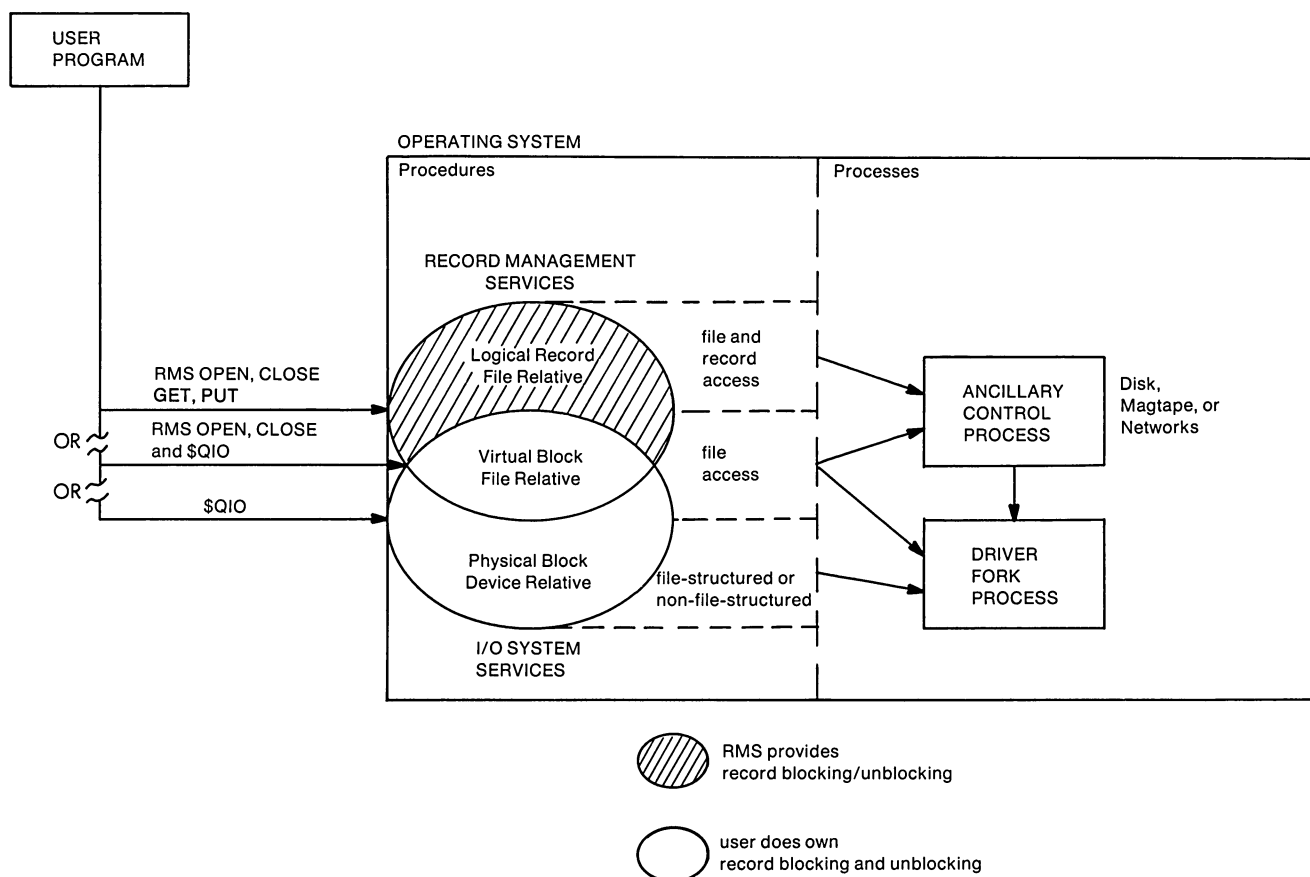 USER
PROGRAM
OPERATING SYSTEM
Procedures
Processes
RECORD MANAGEMENT
SERVICES
Logical Record
File Relative
file and
record
access
RMS OPEN, CLOSE
GET, PUT
ANCILLARY
CONTROL
PROCESS
Disk,
Magtape, or
Networks
OR
RMS OPEN, CLOSE
and $QIO
Virtual Block
File Relative
file
access
OR
$QIO
Physical Block
Device Relative
file-structured or
non-file-structured
DRIVER
FORK
PROCESS
I/O SYSTEM
SERVICES
RMS provides
record blocking/unblocking
user does own
record blocking and unblocking